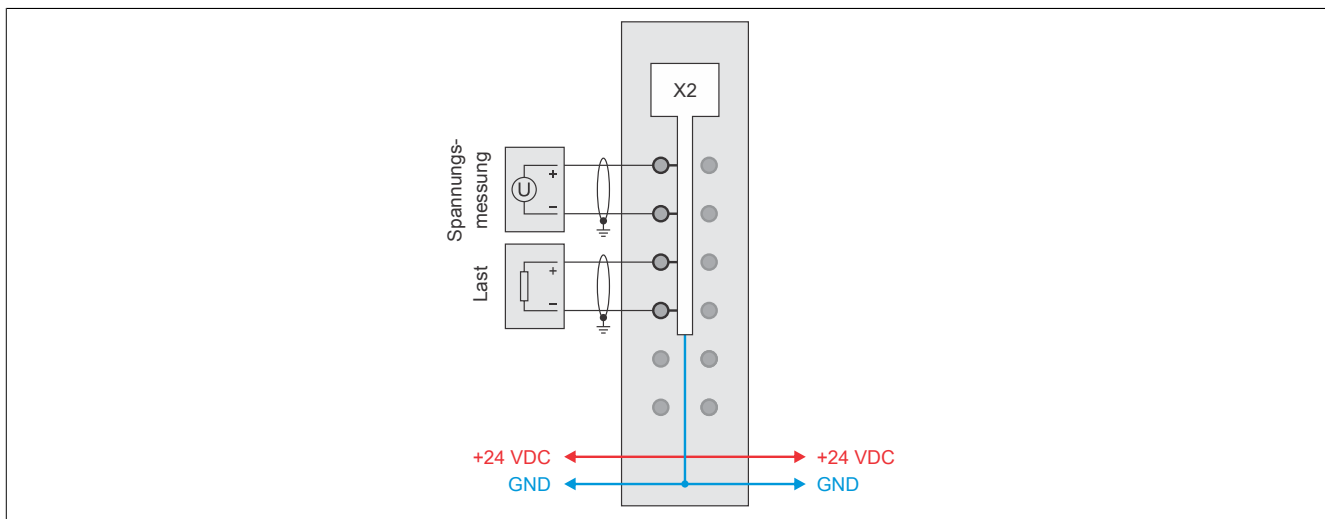 X2
Spannungs-
messung
U
+
−
Last
+
−
+24 VDC
+24 VDC
GND
GND